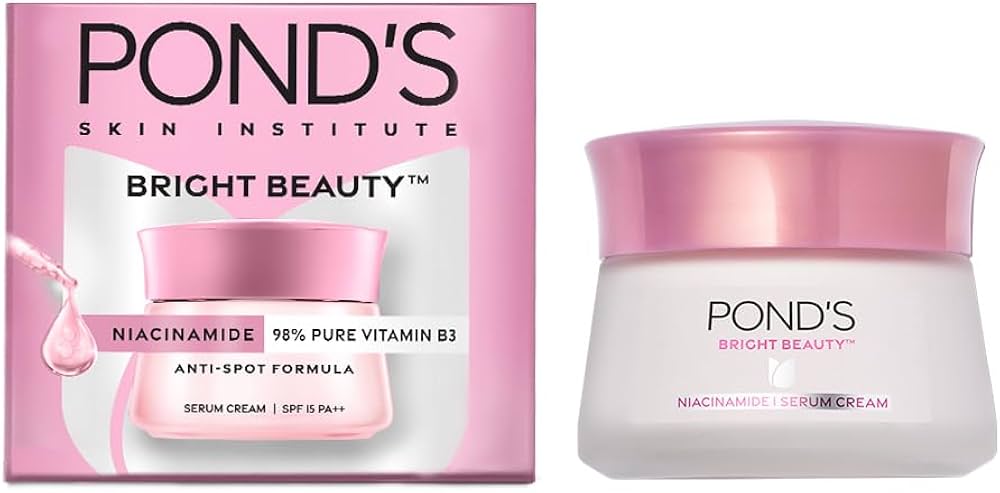 POND'S
SKIN INSTITUTE
BRIGHT BEAUTY™
NIACINAMIDE 98% PURE VITAMIN B3
ANTI-SPOT FORMULA
SERUM CREAM | SPF 15 PA++
POND'S
BRIGHT BEAUTY™
NIACINAMIDE | SERUM CREAM